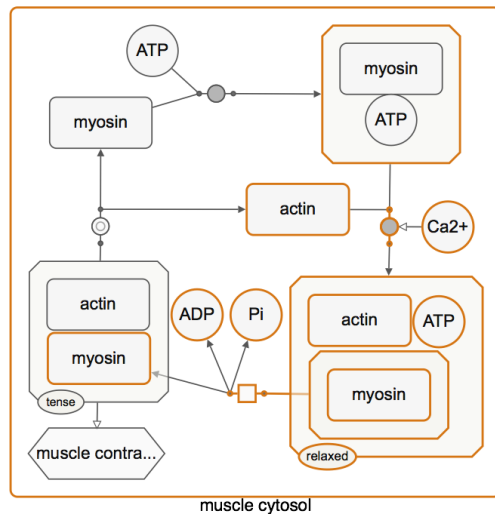 ATP
myosin
ATP
myosin
actin
Ca2+
actin
myosin
tense
ADP
Pi
actin
ATP
myosin
relaxed
muscle contra...
muscle cytosol